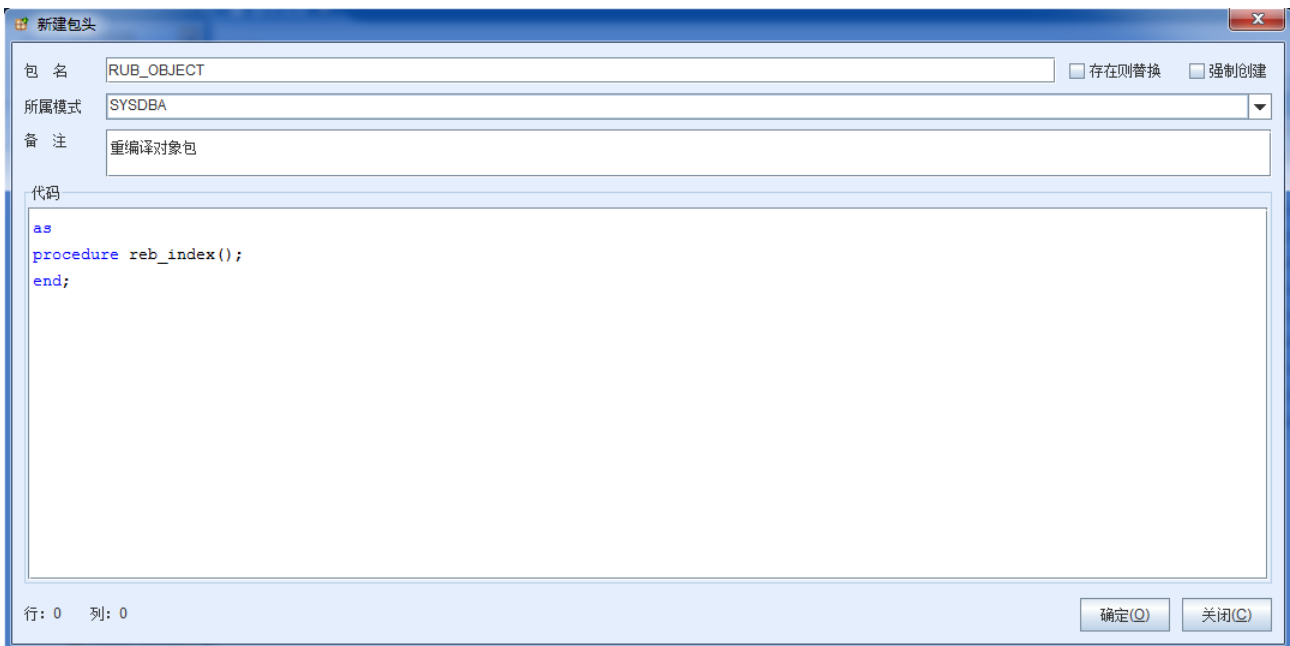 新建包头
包 名 RUB_OBJECT 存在则替换 强制创建
所属模式 SYSDBA
备 注 重编译对象包
代码
as
procedure reb_index();
end;
行: 0 列: 0 确定(O) 关闭(C)